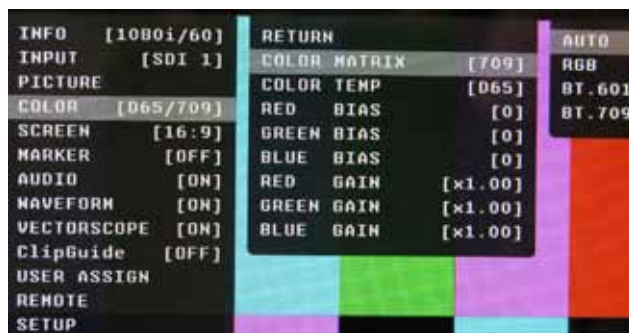 INFO [1080i/60]
INPUT [SDI 1]
PICTURE
COLOR [D65/709]
SCREEN [16:9]
MARKER [OFF]
AUDIO [ON]
WAVEFORM [ON]
VECTORSCOPE [ON]
ClipGuide [OFF]
USER ASSIGN
REMOTE
SETUP
RETURN
COLOR MATRIX [709]
COLOR TEMP [D65]
RED BIAS [0]
GREEN BIAS [0]
BLUE BIAS [0]
RED GAIN [x1.00]
GREEN GAIN [x1.00]
BLUE GAIN [x1.00]
AUTO
RGB
BT.601
BT.709